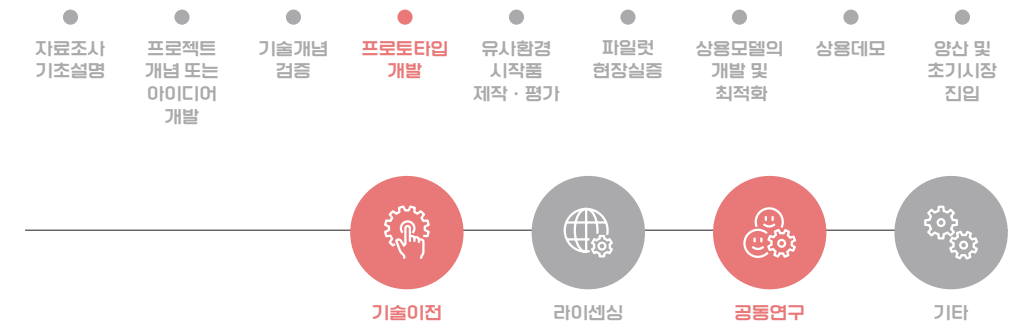 자료조사
기초설명
프로젝트
개념 또는
아이디어
개발
기술개념
검증
프로토타입
개발
유사환경
시작품
제작 · 평가
파일럿
현장실증
상용모델의
개발 및
최적화
상용데모
양산 및
초기시장
진입
기술이전
라이센싱
공동연구
기타